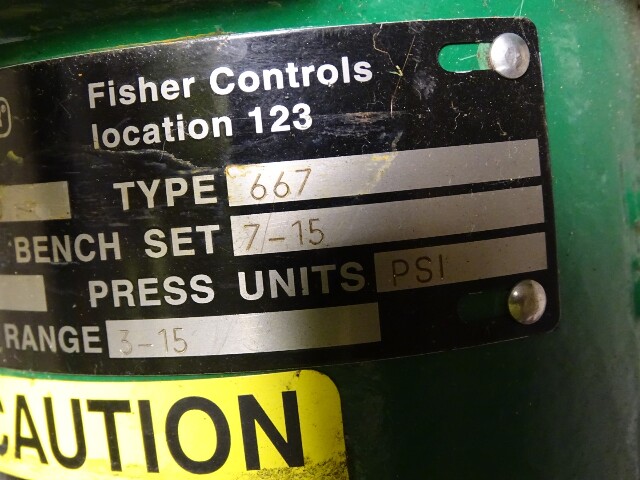 Fisher Controls
location 123
TYPE 667
BENCH SET 7-15
PRESS UNITS PSI
RANGE 3-15
CAUTION